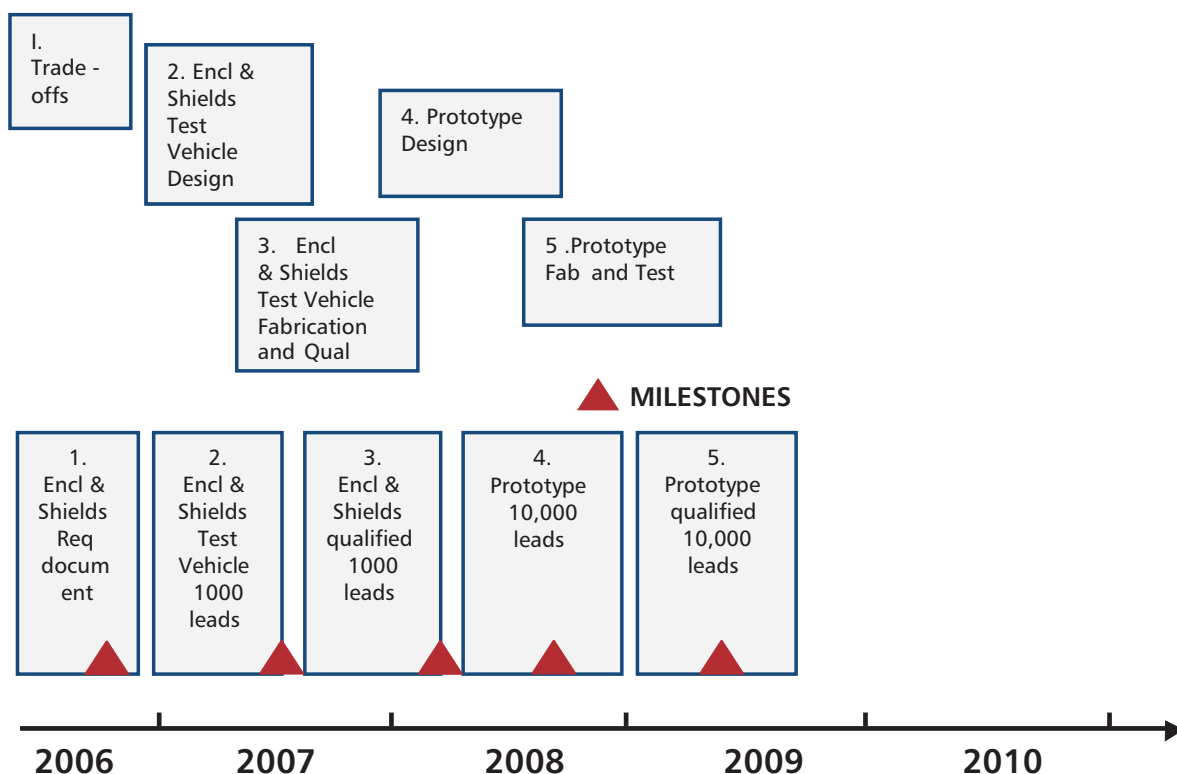 I.
Trade -
offs
2. Encl &
Shields
Test
Vehicle
Design
4. Prototype
Design
3. Encl
& Shields
Test Vehicle
Fabrication
and Qual
5 .Prototype
Fab and Test
MILESTONES
1.
Encl &
Shields
Req
docum
ent
2.
Encl &
Shields
Test
Vehicle
1000
leads
3.
Encl &
Shields
qualified
1000
leads
4.
Prototype
10,000
leads
5.
Prototype
qualified
10,000
leads
2006 2007 2008 2009 2010